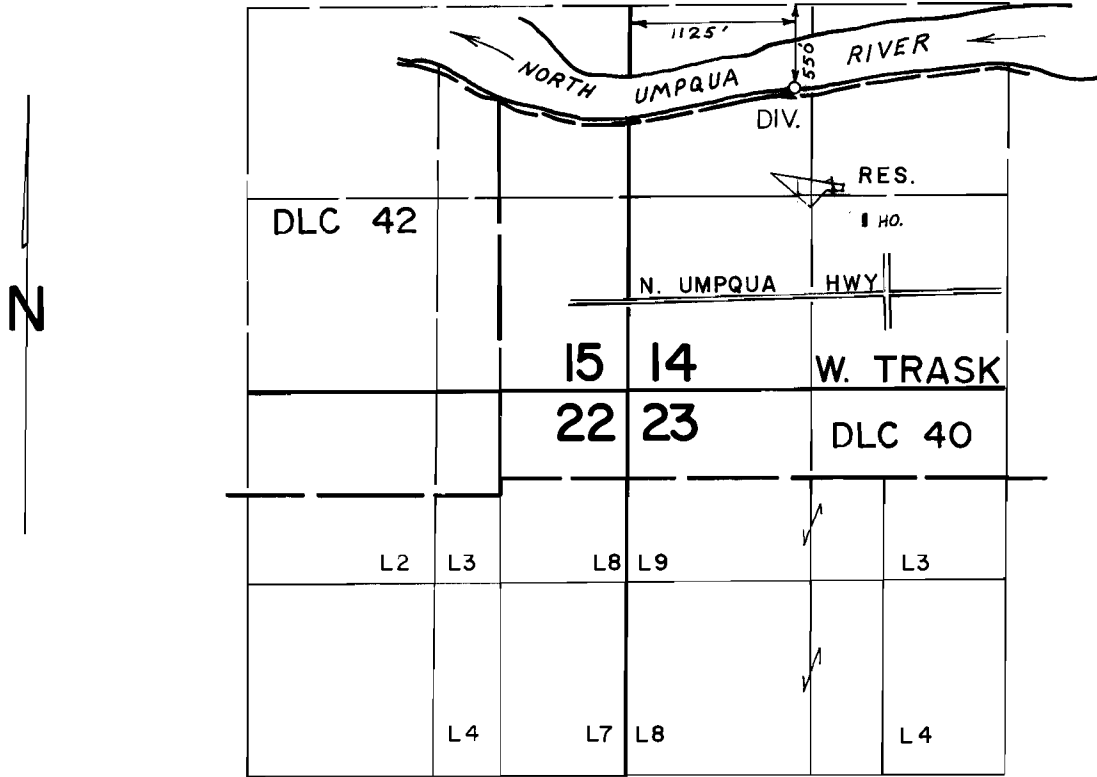 1125'
550'
NORTH UMPQUA RIVER
DIV.
RES.
DLC 42
HO.
N. UMPQUA HWY
N
15 14 W. TRASK
22 23 DLC 40
L2 L3 L8 L9 L3
L4 L7 L8 L4